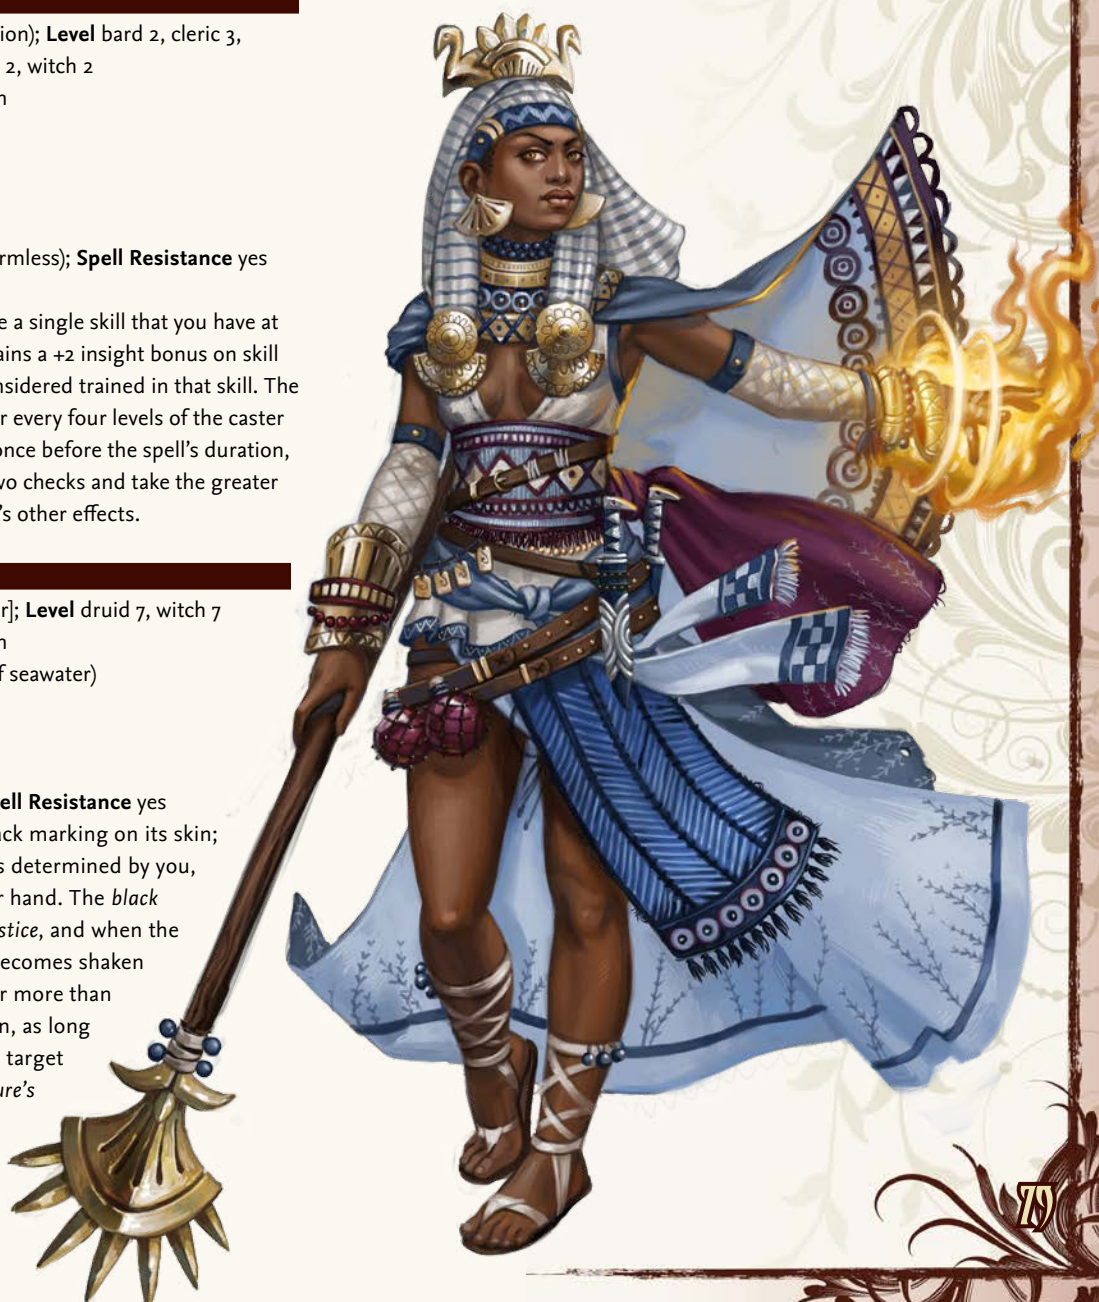 ion); Level bard 2, cleric 3,
2, witch 2
rmless); Spell Resistance yes
e a single skill that you have at
ains a +2 insight bonus on skill
nsidered trained in that skill. The
r every four levels of the caster
once before the spell’s duration,
wo checks and take the greater
’s other effects.
r]; Level druid 7, witch 7
f seawater)
ell Resistance yes
ack marking on its skin;
s determined by you,
r hand. The black
stice, and when the
ecomes shaken
r more than
n, as long
target
ure’s
79